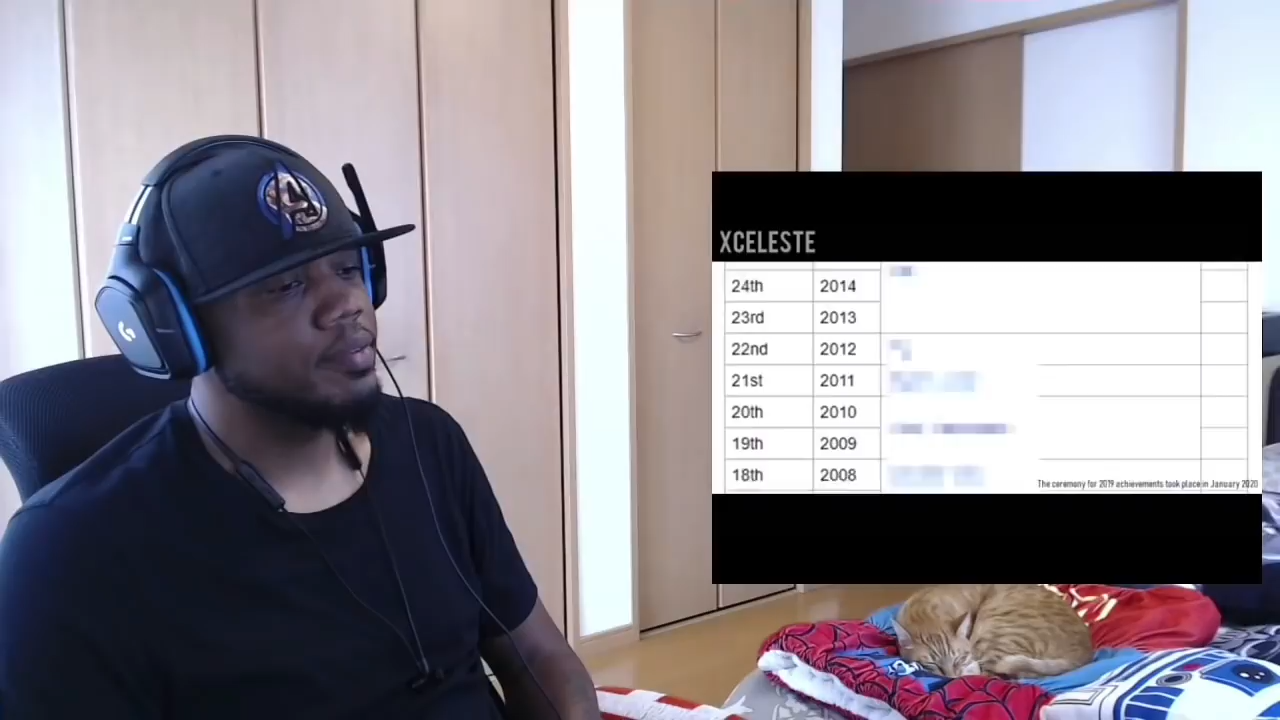 XCELESTE
24th 2014
23rd 2013
22nd 2012
21st 2011
20th 2010
19th 2009
18th 2008
The ceremony for 2019 achievements took place in January 2020